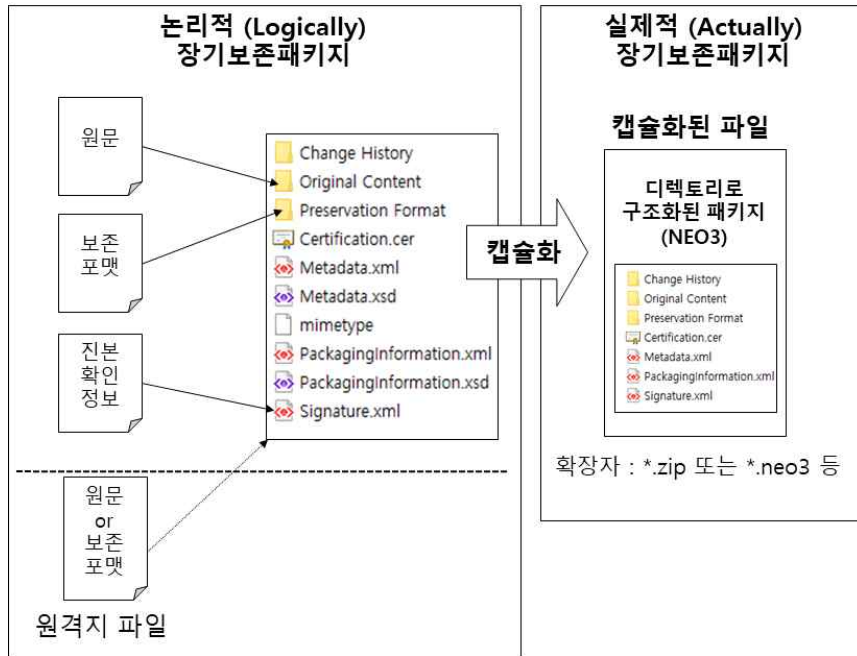 논리적 (Logically)
장기보존패키지
원문
보존
포맷
진본
확인
정보
Change History
Original Content
Preservation Format
Certification.cer
Metadata.xml
Metadata.xsd
mimetype
PackagingInformation.xml
PackagingInformation.xsd
Signature.xml
원문
or
보존
포맷
원격지 파일
캡슐화
실제적 (Actually)
장기보존패키지
캡슐화된 파일
디렉토리로
구조화된 패키지
(NEO3)
Change History
Original Content
Preservation Format
Certification.cer
Metadata.xml
PackagingInformation.xml
Signature.xml
확장자 : *.zip 또는 *.neo3 등